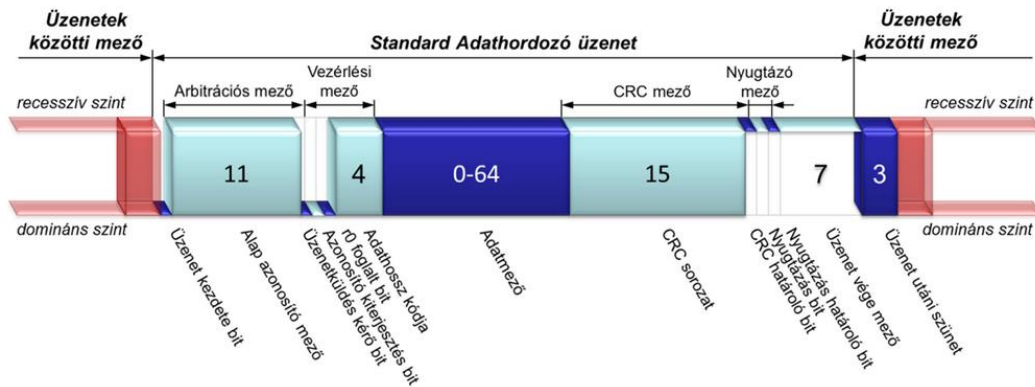 Üzenetek
közötti mező
Standard Adathordozó üzenet
Üzenetek
közötti mező
Arbitrációs mező
Vezérlési
mező
CRC mező
Nyugtázó
mező
recesszív szint
recesszív szint
11
4
0-64
15
7
3
domináns szint
domináns szint
Üzenet kezdete bit
Alap azonosító mező
Üzenetküldés kérő bit
Azonosító kiterjesztés bit
r0 foglalt bit
Adathossz kódja
Adatmező
CRC sorozat
CRC határoló bit
Nyugtázás bit
Nyugtázás határoló bit
Üzenet vége mező
Üzenet utáni szünet